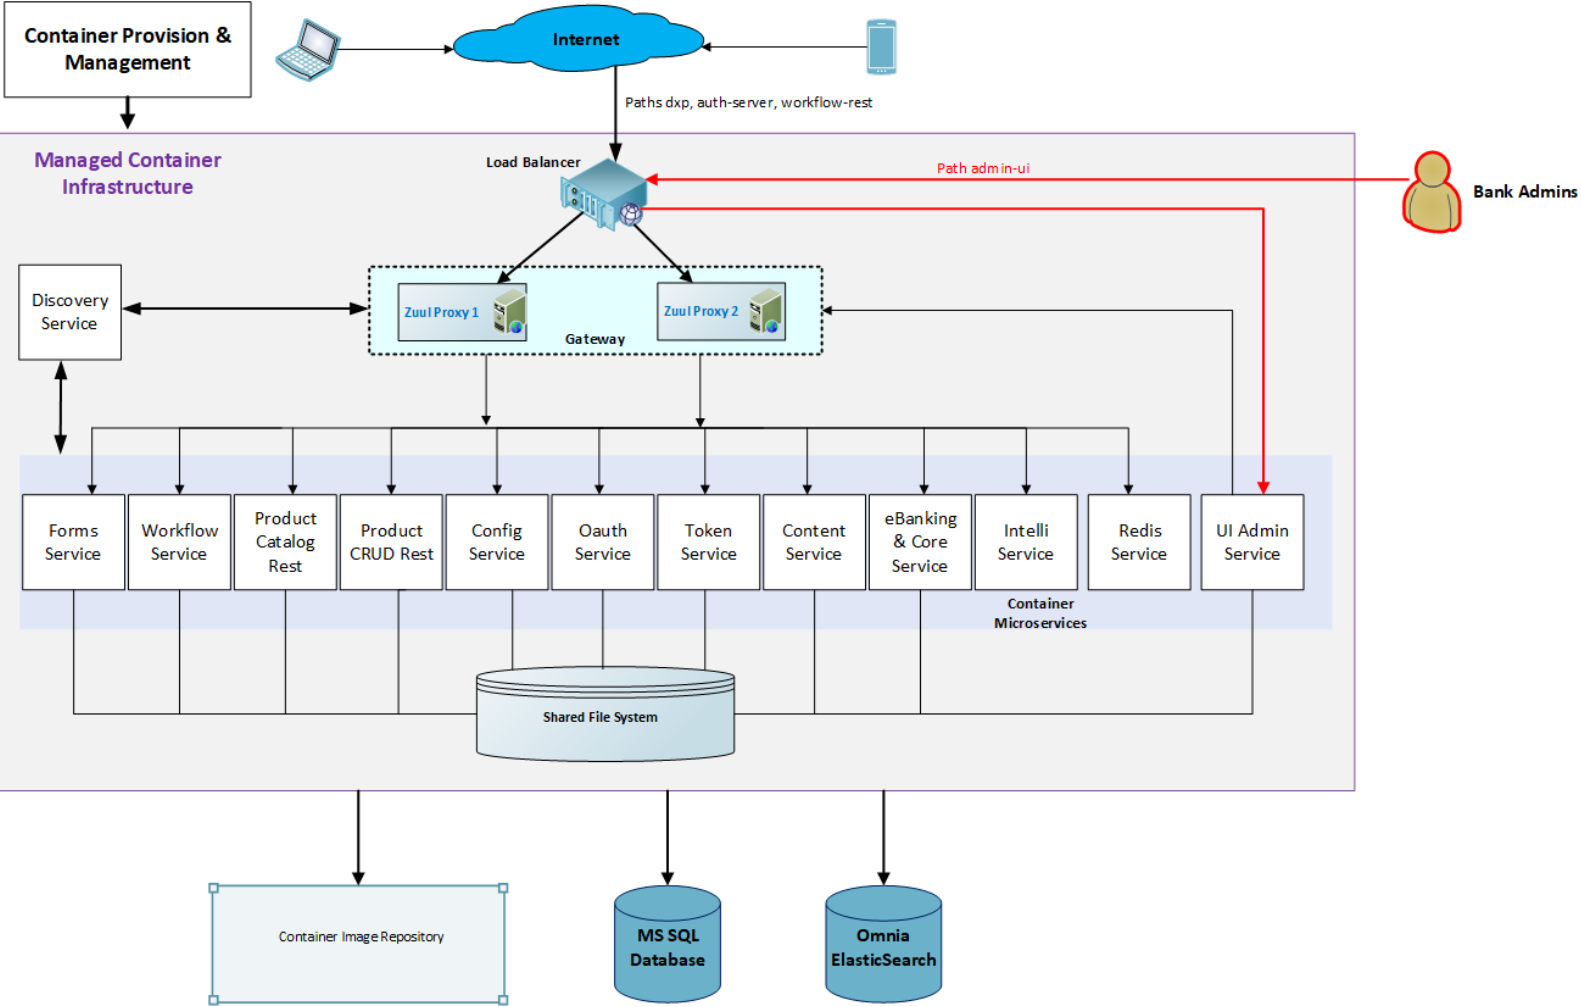 Container Provision &
Management
Internet
Paths dxp, auth-server, workflow-rest
Managed Container
Infrastructure
Load Balancer
Path admin-ui
Bank Admins
Discovery
Service
Zuul Proxy 1
Zuul Proxy 2
Gateway
Forms
Service
Workflow
Service
Product
Catalog
Rest
Product
CRUD Rest
Config
Service
Oauth
Service
Token
Service
Content
Service
eBanking
& Core
Service
Intelli
Service
Redis
Service
UI Admin
Service
Container
Microservices
Shared File System
Container Image Repository
MS SQL
Database
Omnia
ElasticSearch